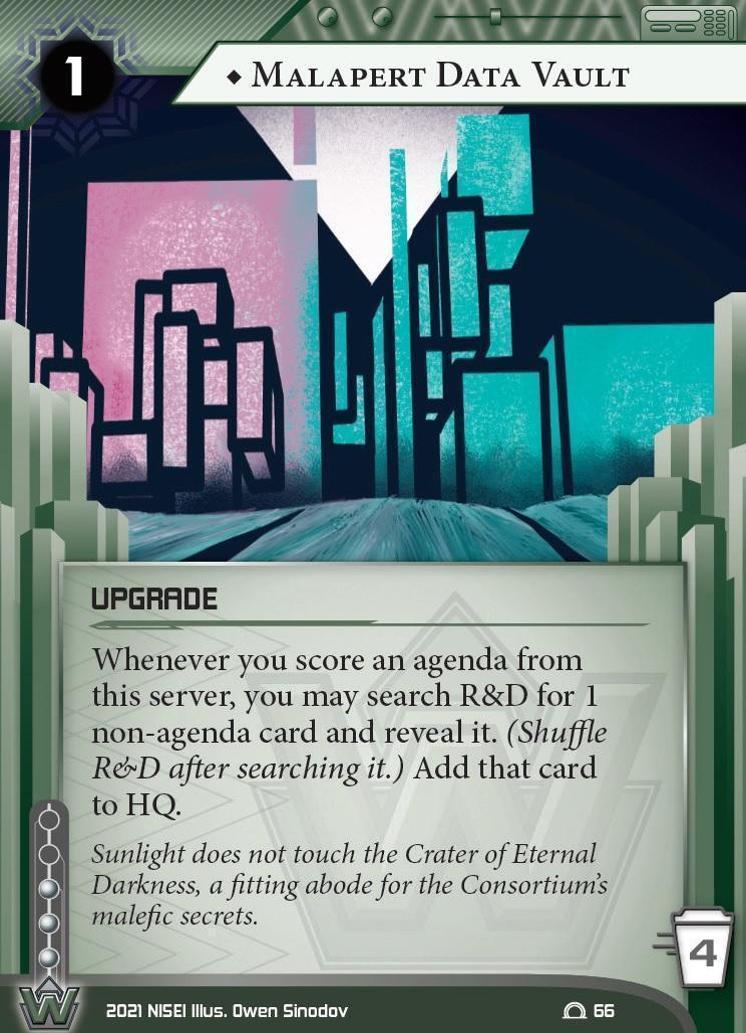 1
◆ Malapert Data Vault
UPGRADE
Whenever you score an agenda from
this server, you may search R&D for 1
non-agenda card and reveal it. (Shuffle
R&D after searching it.) Add that card
to HQ.
Sunlight does not touch the Crater of Eternal
Darkness, a fitting abode for the Consortium's
malefic secrets.
4
W
2021 NISEI Illus. Owen Sinodov
66